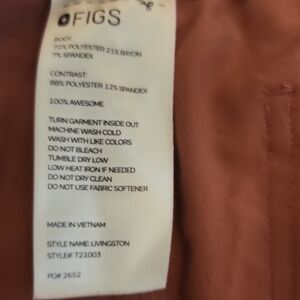 FIGS
BODY:
72% POLYESTER 21% RAYON
7% SPANDEX
CONTRAST:
88% POLYESTER 12% SPANDEX
100% AWESOME
TURN GARMENT INSIDE OUT
MACHINE WASH COLD
WASH WITH LIKE COLORS
DO NOT BLEACH
TUMBLE DRY LOW
LOW HEAT IRON IF NEEDED
DO NOT DRY CLEAN
DO NOT USE FABRIC SOFTENER
MADE IN VIETNAM
STYLE NAME: LIVINGSTON
STYLE#: T21003
PO# 2652